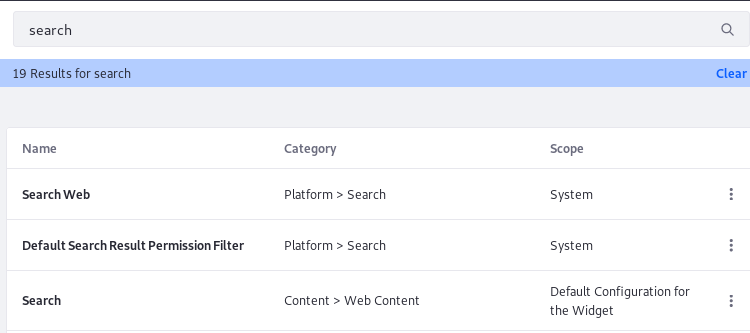 search
19 Results for search Clear
Name Category Scope
Search Web Platform > Search System
Default Search Result Permission Filter Platform > Search System
Search Content > Web Content Default Configuration for
the Widget